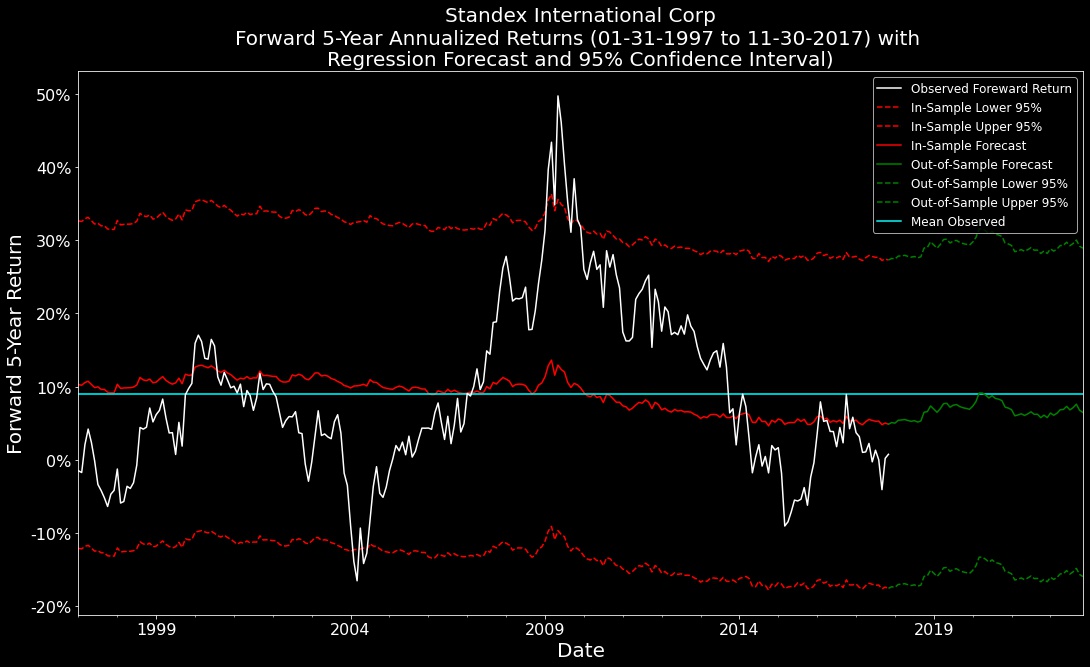 Standex International Corp
Forward 5-Year Annualized Returns (01-31-1997 to 11-30-2017) with
Regression Forecast and 95% Confidence Interval)
Forward 5-Year Return
50%
40%
30%
20%
10%
0%
-10%
-20%
Observed Foreward Return
In-Sample Lower 95%
In-Sample Upper 95%
In-Sample Forecast
Out-of-Sample Forecast
Out-of-Sample Lower 95%
Out-of-Sample Upper 95%
Mean Observed
1999
2004
2009
2014
2019
Date